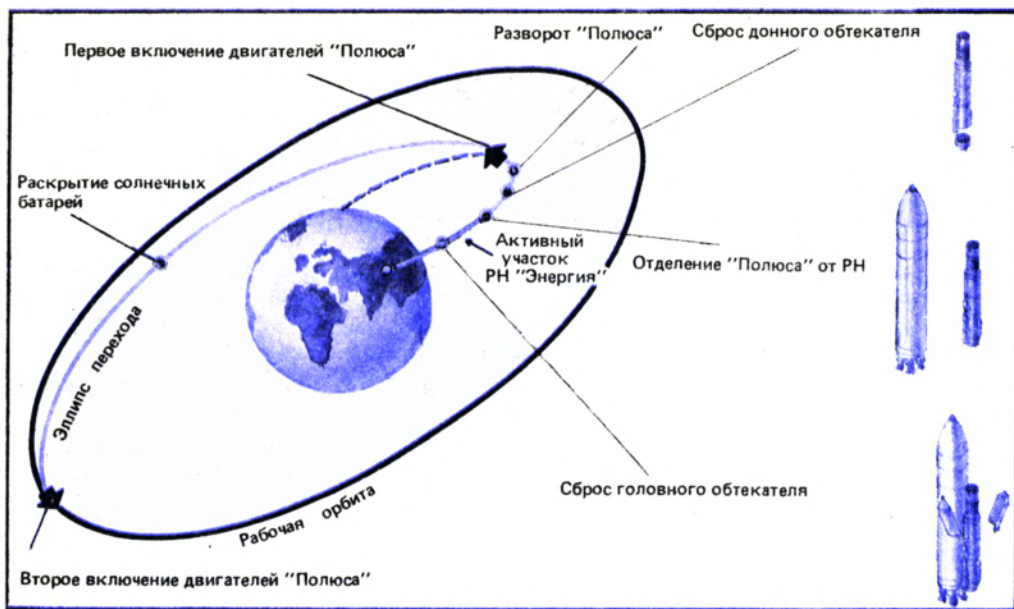 Разворот "Полюса"
Сброс донного обтекателя
Первое включение двигателей "Полюса"
Раскрытие солнечных
батарей
Активный
участок
РН "Энергия"
Отделение "Полюса" от РН
Эллипс перехода
Сброс головного обтекателя
Рабочая орбита
Второе включение двигателей "Полюса"